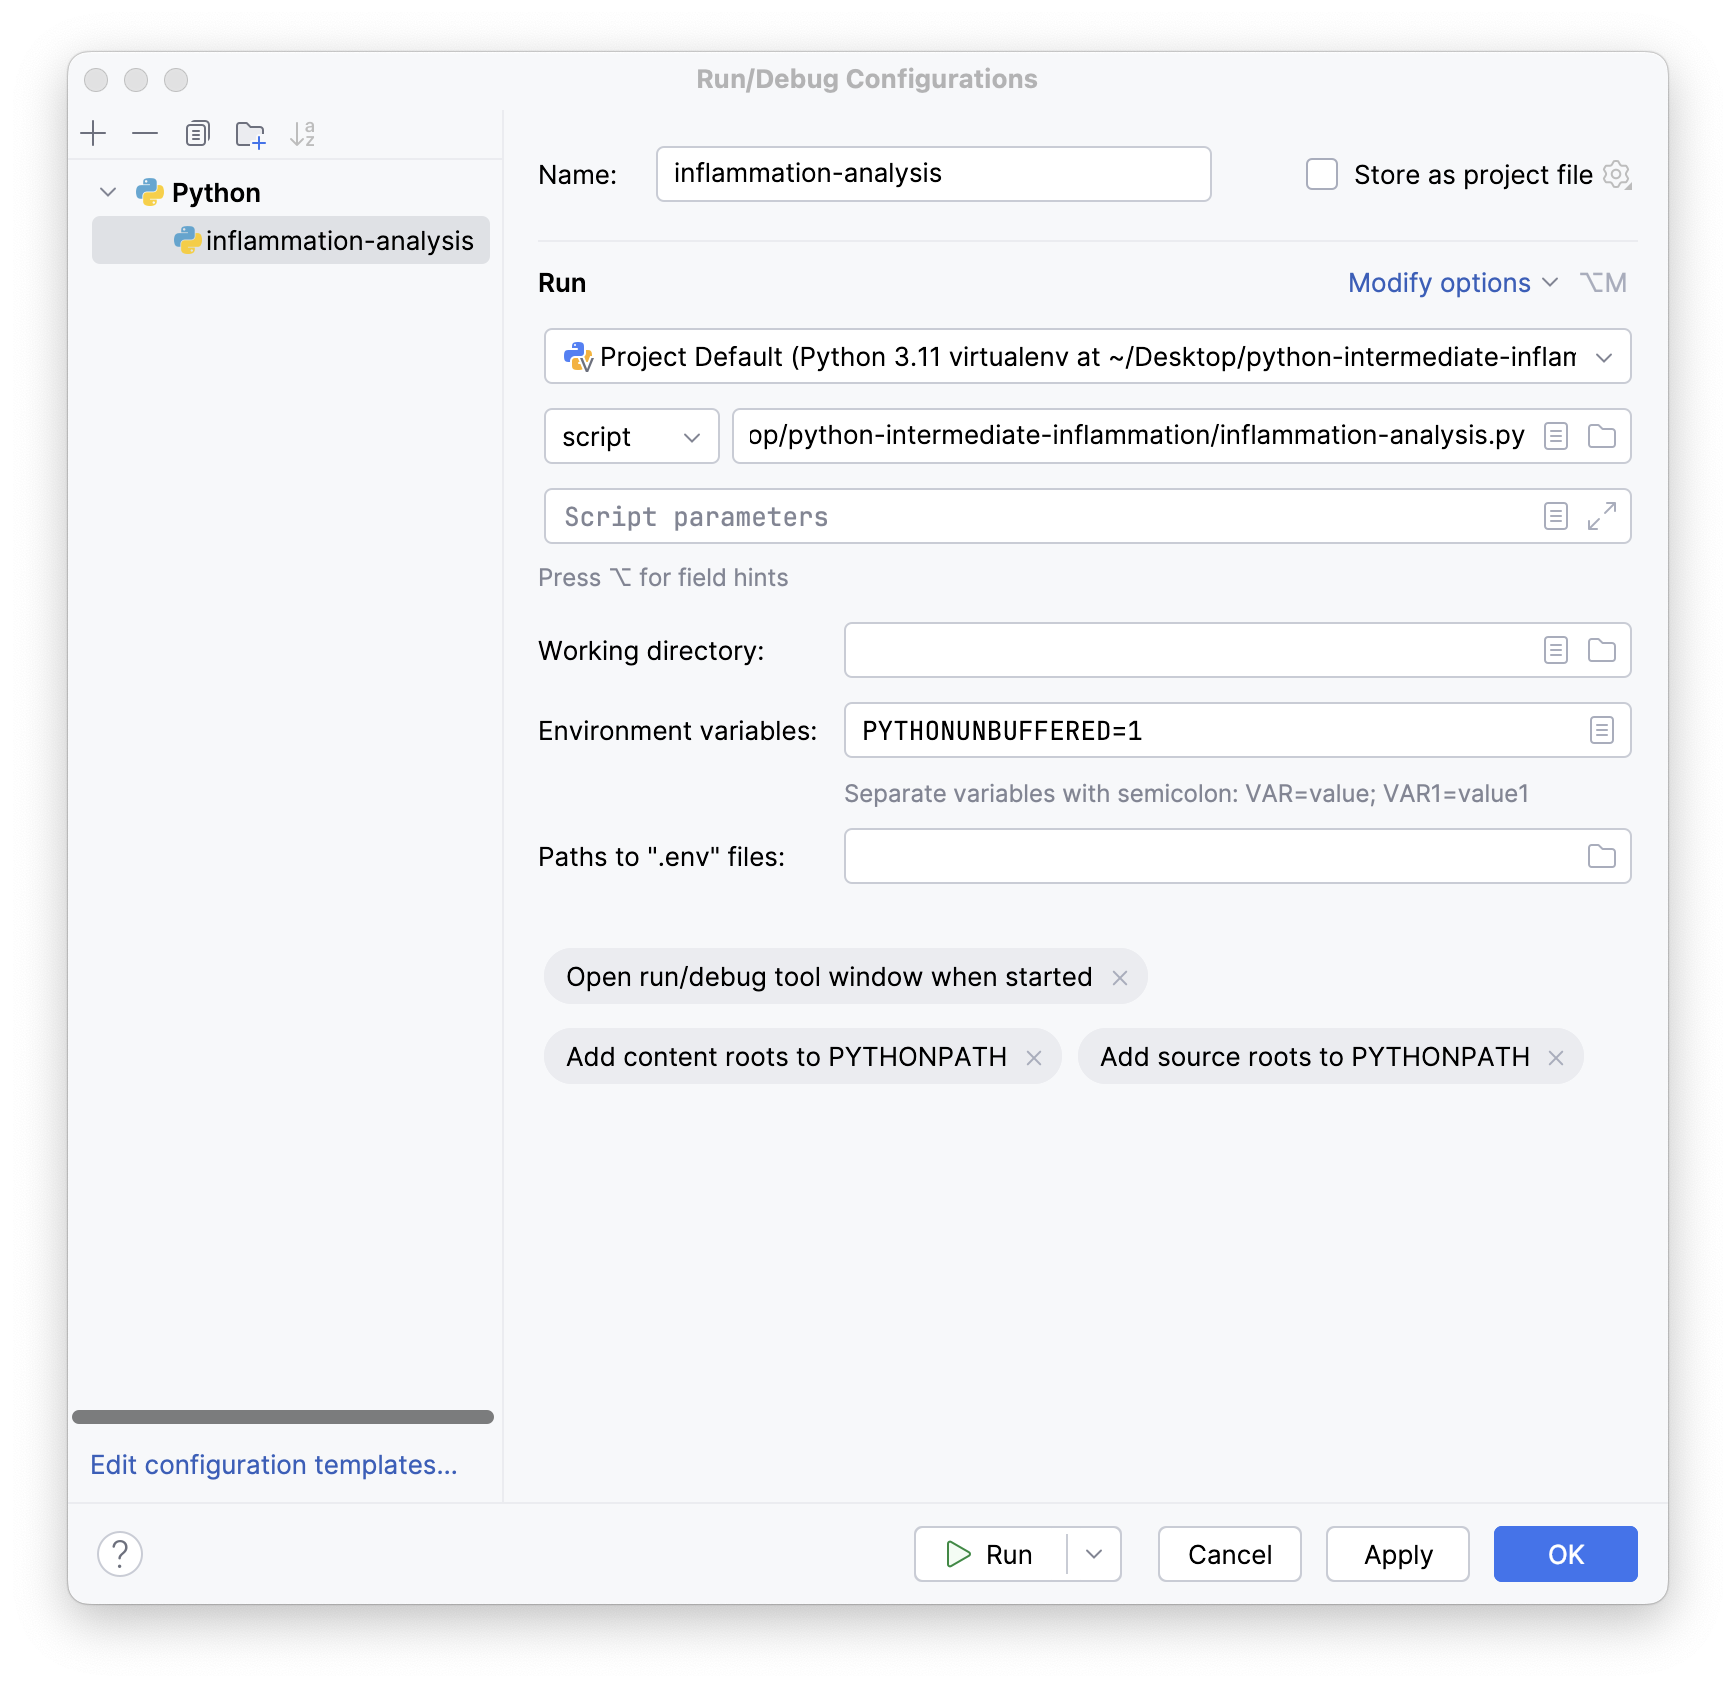 Run/Debug Configurations
Python
inflammation-analysis
Edit configuration templates...
Name: inflammation-analysis Store as project file
Run Modify options ⌥M
Project Default (Python 3.11 virtualenv at ~/Desktop/python-intermediate-inflam
script op/python-intermediate-inflammation/inflammation-analysis.py
Script parameters
Press ⌥ for field hints
Working directory:
Environment variables: PYTHONUNBUFFERED=1
Separate variables with semicolon: VAR=value; VAR1=value1
Paths to ".env" files:
Open run/debug tool window when started ×
Add content roots to PYTHONPATH × Add source roots to PYTHONPATH ×
? Run Cancel Apply OK